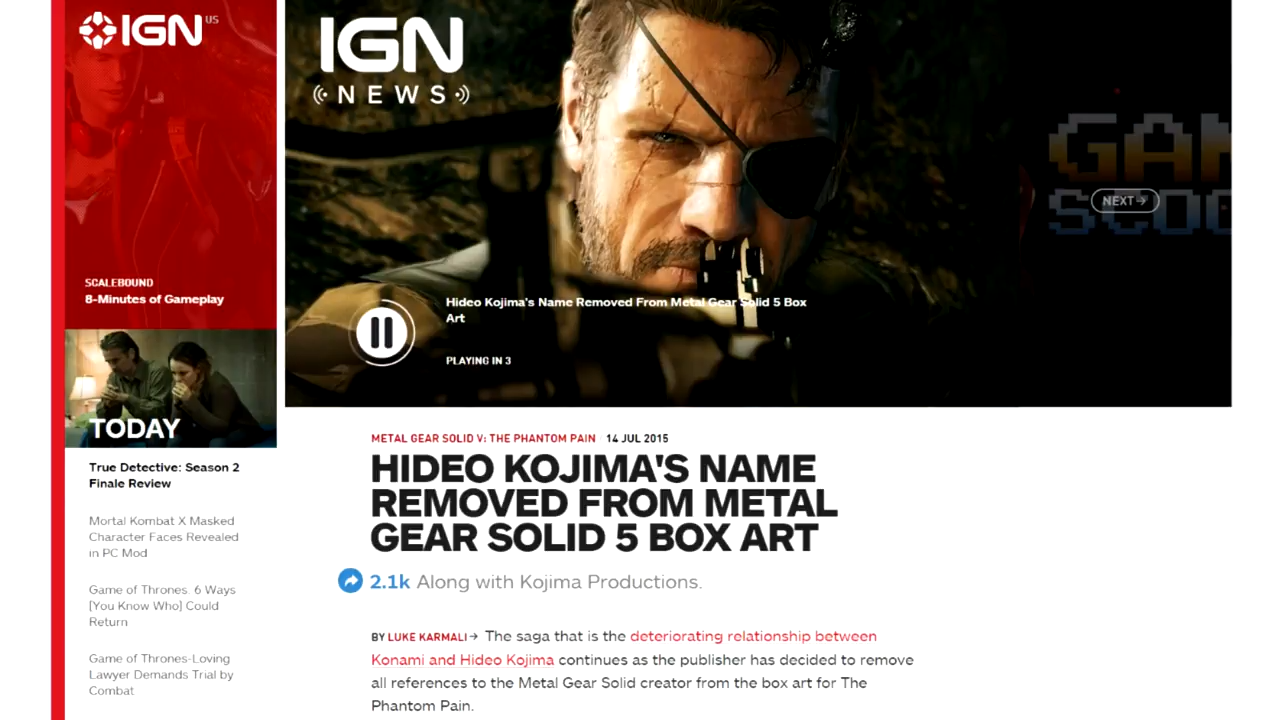 IGN US
SCALEBOUND
8-Minutes of Gameplay
TODAY
True Detective: Season 2
Finale Review
Mortal Kombat X Masked
Character Faces Revealed
in PC Mod
Game of Thrones: 6 Ways
[You Know Who] Could
Return
Game of Thrones-Loving
Lawyer Demands Trial by
Combat
IGN
NEWS
Hideo Kojima's Name Removed From Metal Gear Solid 5 Box
Art
PLAYING IN 3
NEXT→
METAL GEAR SOLID V: THE PHANTOM PAIN 14 JUL 2015
HIDEO KOJIMA'S NAME
REMOVED FROM METAL
GEAR SOLID 5 BOX ART
2.1k Along with Kojima Productions.
BY LUKE KARMALI→ The saga that is the deteriorating relationship between
Konami and Hideo Kojima continues as the publisher has decided to remove
all references to the Metal Gear Solid creator from the box art for The
Phantom Pain.